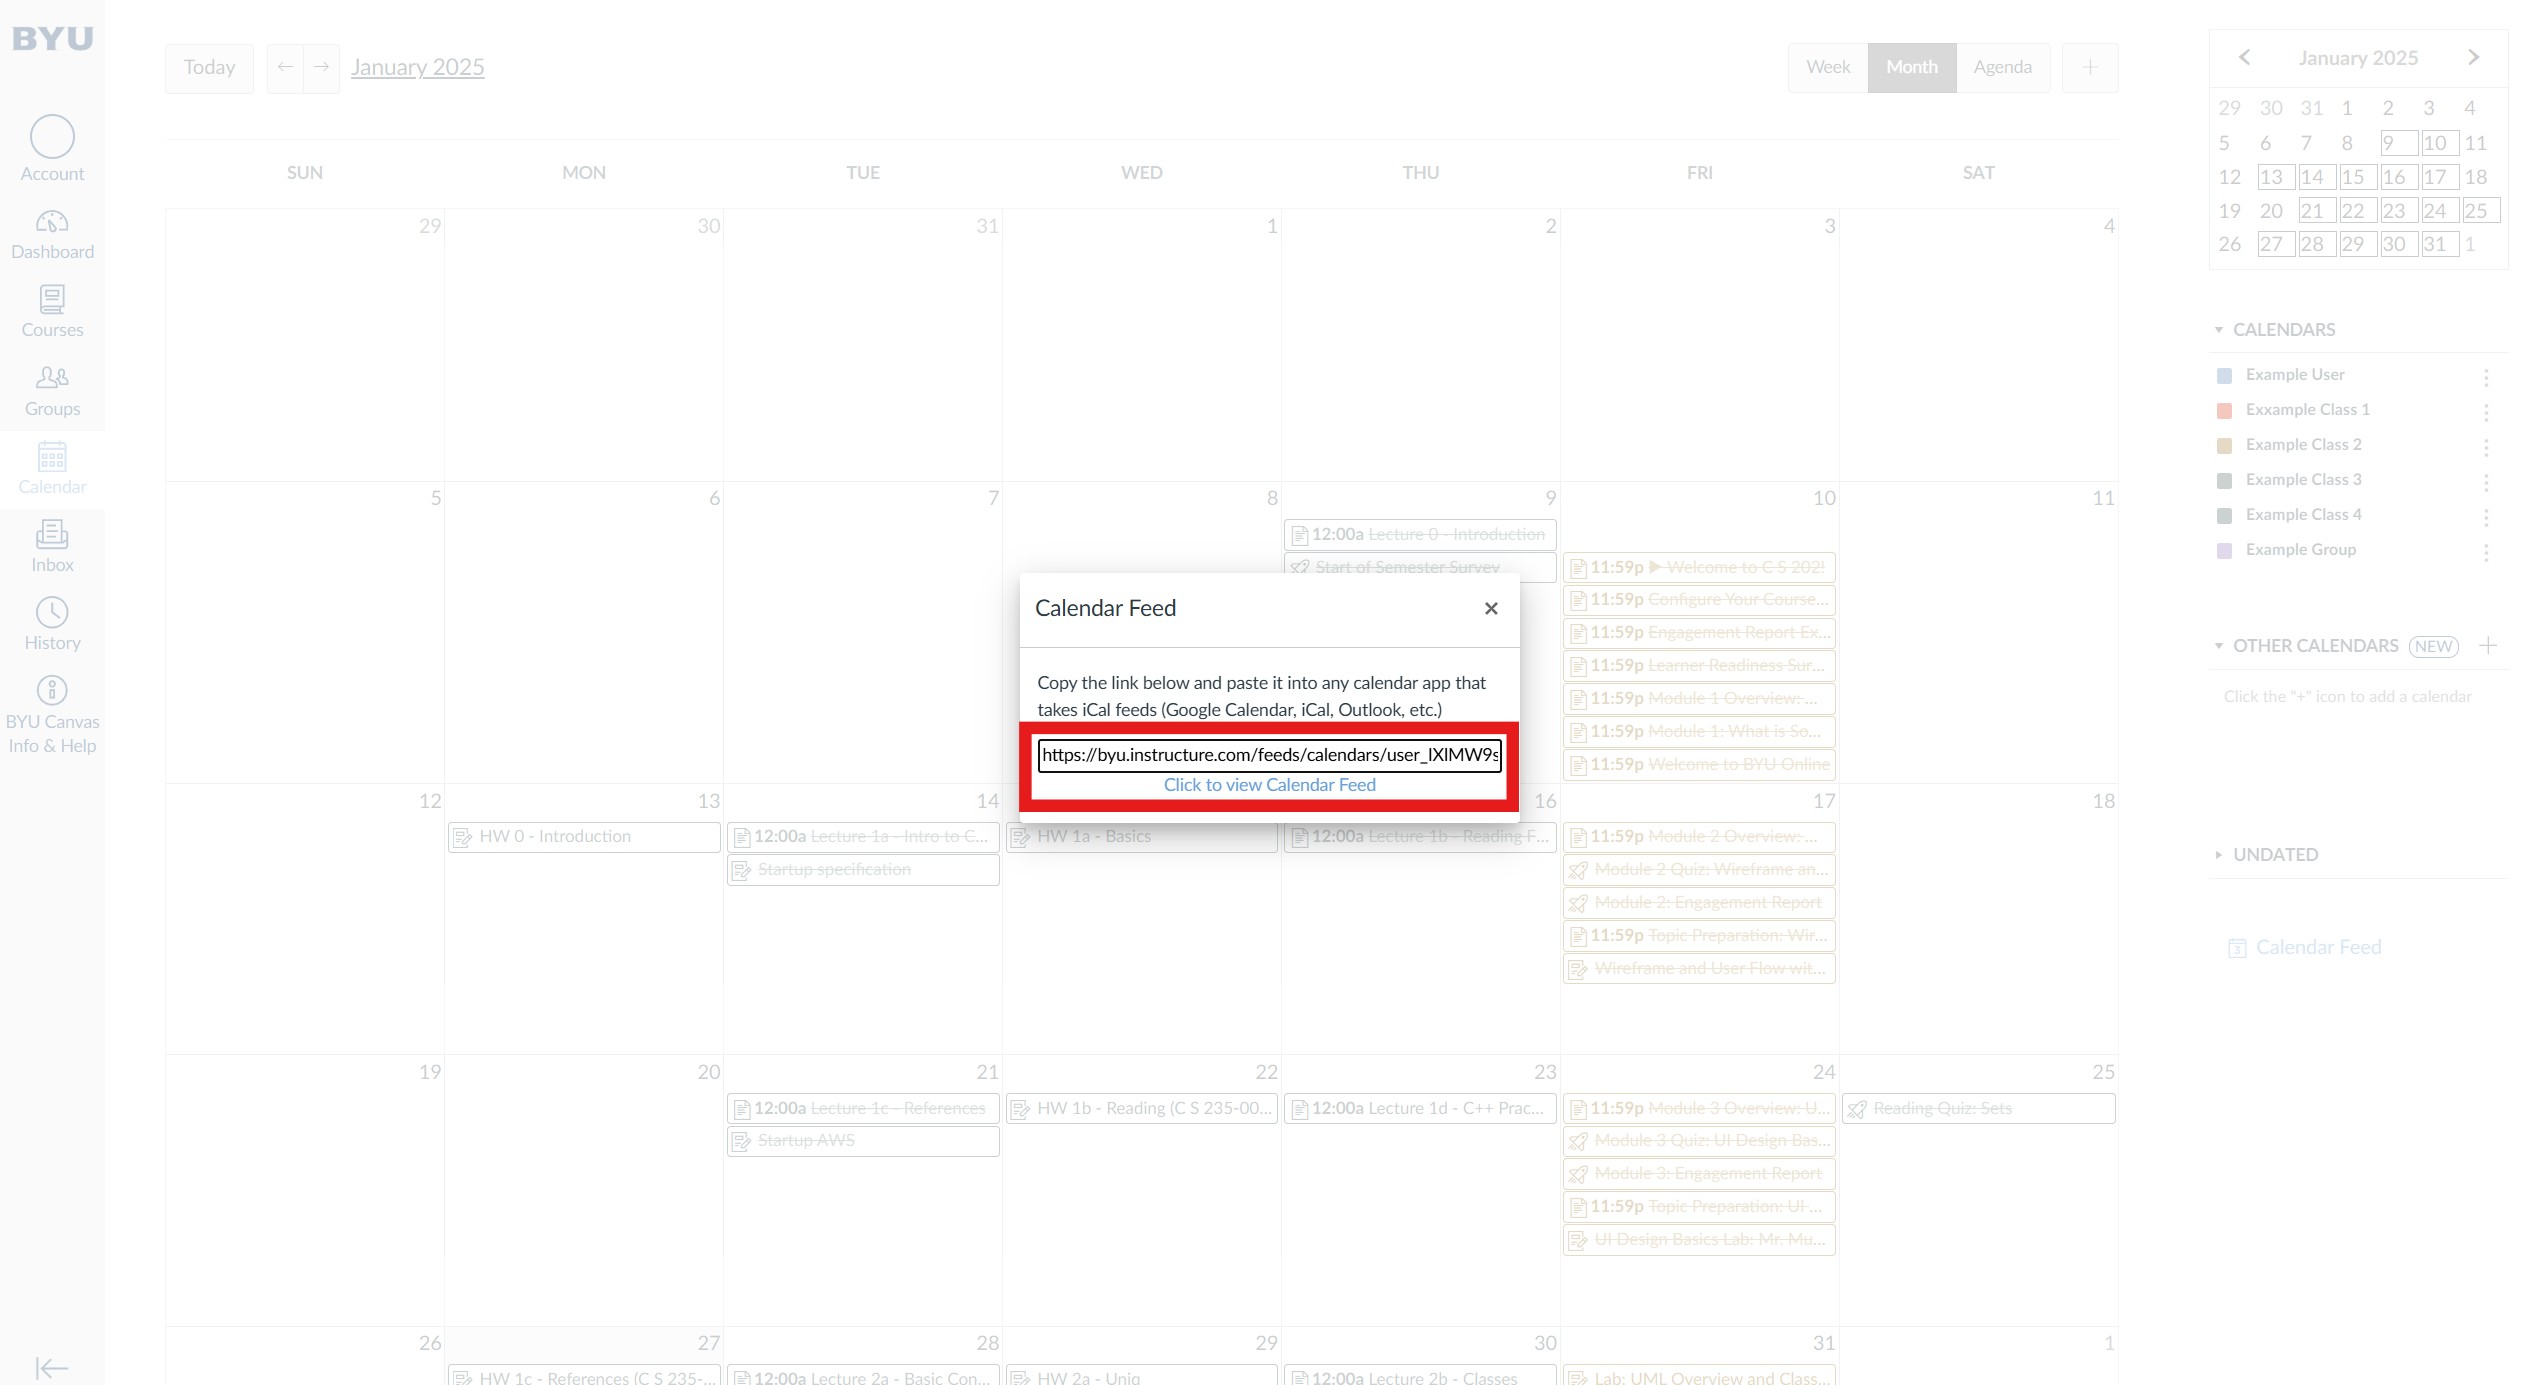 BYU
Account
Dashboard
Courses
Groups
Calendar
Inbox
History
BYU Canvas
Info & Help
Today
← → January 2025
Week Month Agenda +
SUN MON TUE WED THU FRI SAT
29 30 31 1 2 3 4
5 6 7 8 9 10 11
12:00a Lecture 0 - Introduction
Start of Semester Survey
11:59p ▶ Welcome to C S 202!
11:59p Configure Your Course...
11:59p Engagement Report Ex...
11:59p Learner Readiness Sur...
11:59p Module 1 Overview: ...
11:59p Module 1: What is So...
11:59p Welcome to BYU Online
Calendar Feed ×
Copy the link below and paste it into any calendar app that
takes iCal feeds (Google Calendar, iCal, Outlook, etc.)
https://byu.instructure.com/feeds/calendars/user_IXlMW9s
Click to view Calendar Feed
12 13 14 16 17 18
HW 0 - Introduction
12:00a Lecture 1a - Intro to C...
Startup specification
HW 1a - Basics
12:00a Lecture 1b - Reading F...
11:59p Module 2 Overview: ...
Module 2 Quiz: Wireframe an...
Module 2: Engagement Report
11:59p Topic Preparation: Wir...
Wireframe and User Flow wit...
19 20 21 22 23 24 25
12:00a Lecture 1c - References
Startup AWS
HW 1b - Reading (C S 235-00...
12:00a Lecture 1d - C++ Prac...
11:59p Module 3 Overview: U...
Module 3 Quiz: UI Design Bas...
Module 3: Engagement Report
11:59p Topic Preparation: UI ...
UI Design Basics Lab: Mr. Mu...
Reading Quiz: Sets
26 27 28 29 30 31 1
HW 1c - References (C S 235-...
12:00a Lecture 2a - Basic Con...
HW 2a - Uniq
12:00a Lecture 2b - Classes
Lab: UML Overview and Class...
January 2025
29 30 31 1 2 3 4
5 6 7 8 9 10 11
12 13 14 15 16 17 18
19 20 21 22 23 24 25
26 27 28 29 30 31 1
CALENDARS
Example User
Exxample Class 1
Example Class 2
Example Class 3
Example Class 4
Example Group
OTHER CALENDARS NEW +
Click the "+" icon to add a calendar
UNDATED
3 Calendar Feed